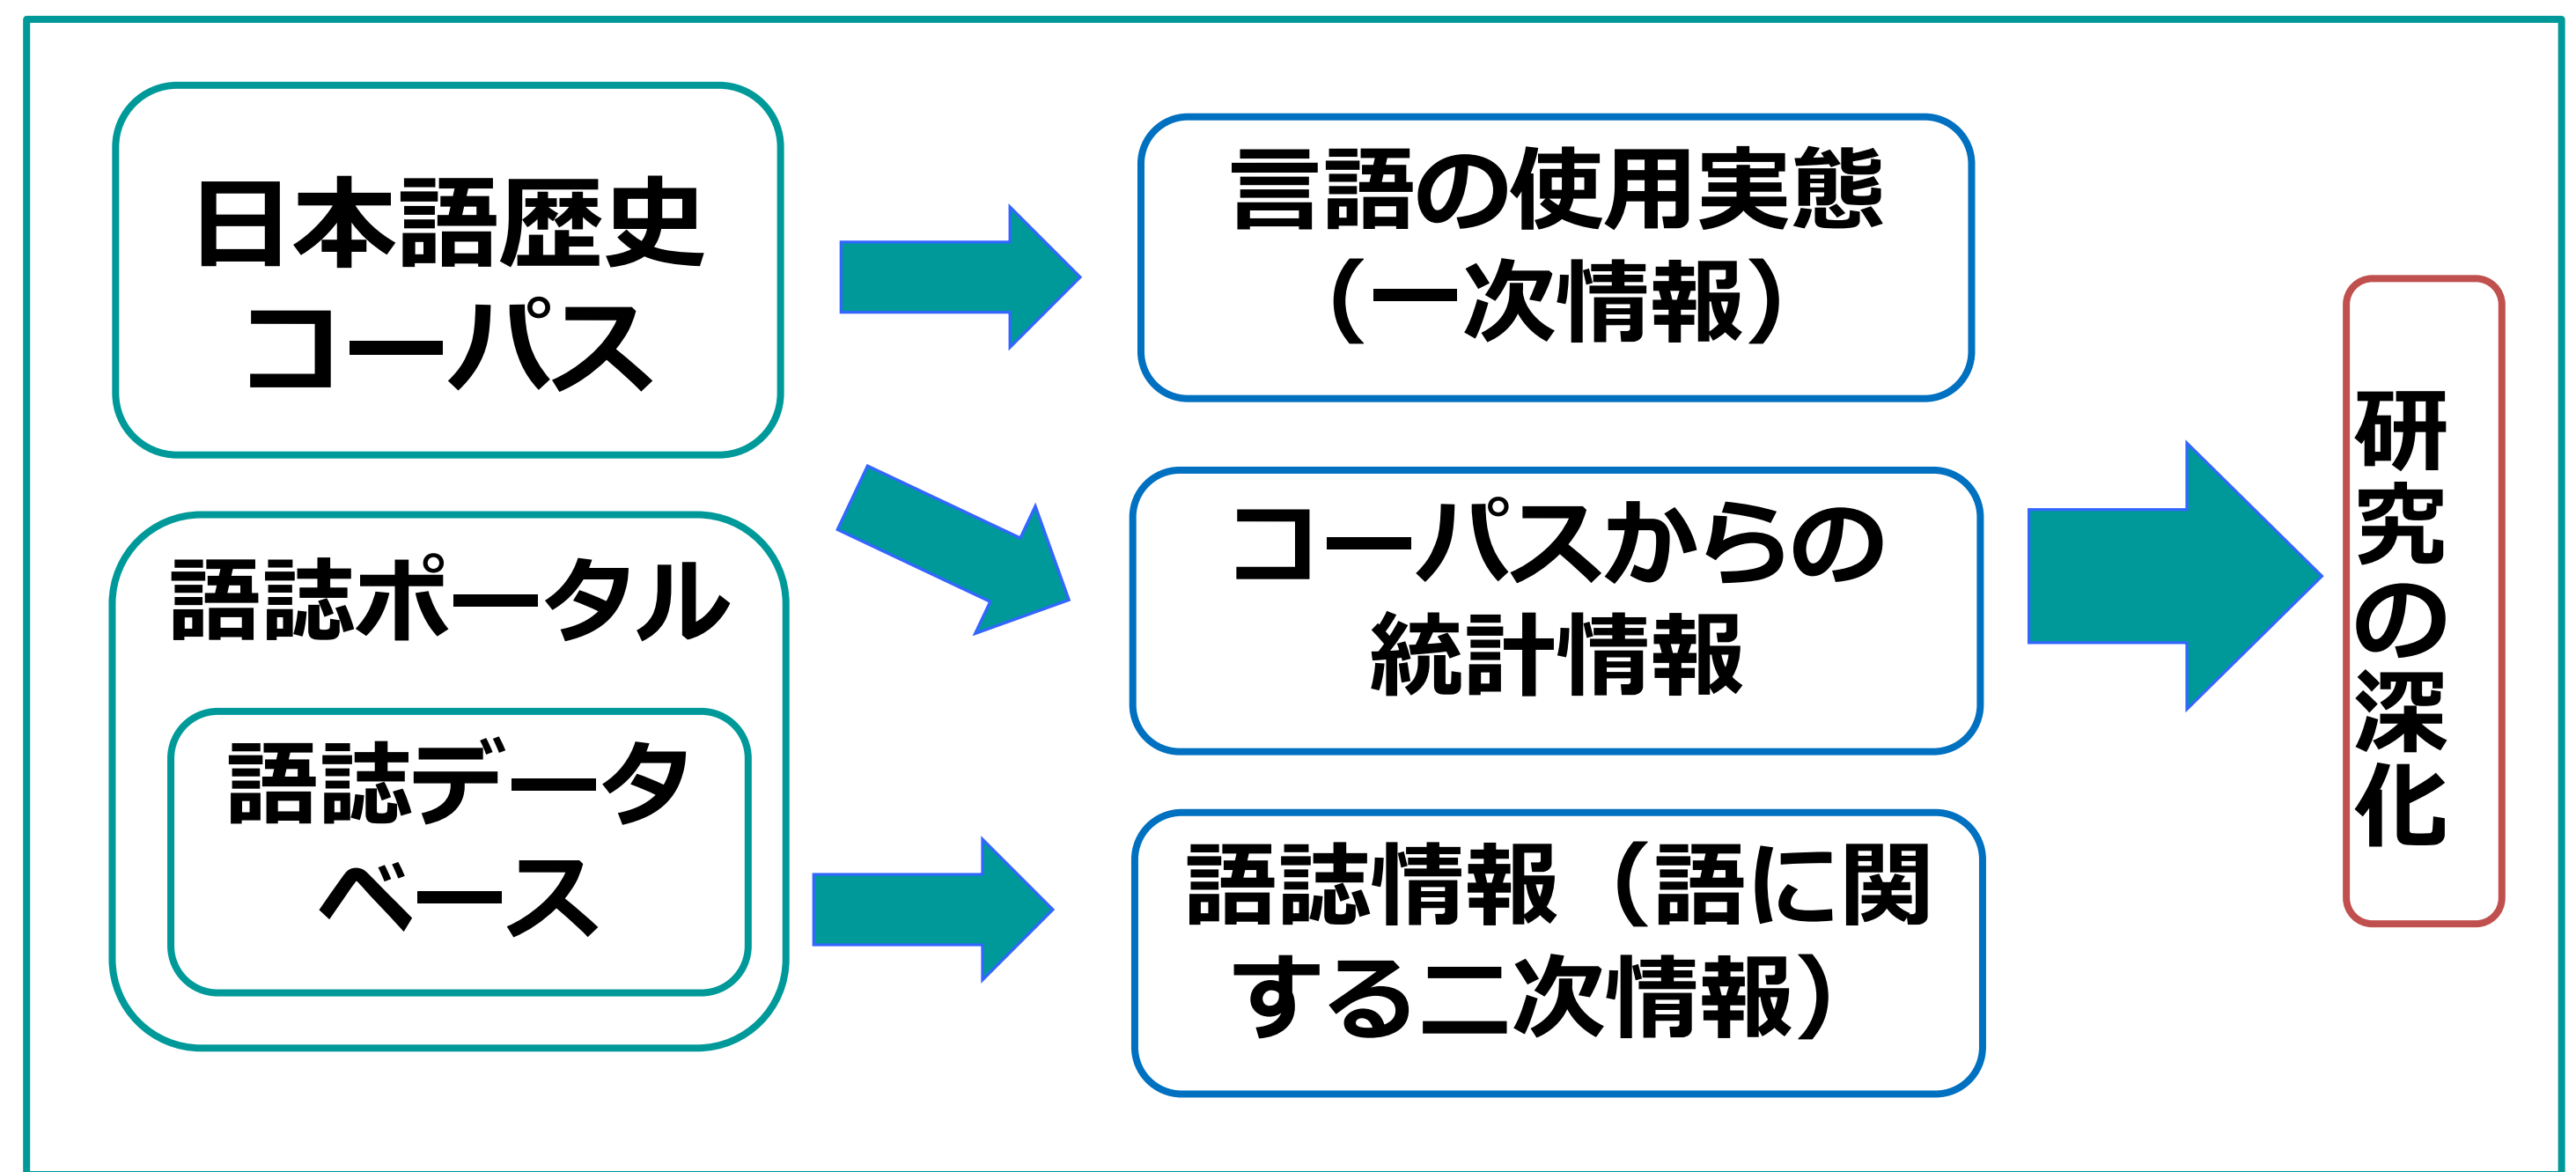 日本語歴史
コーパス
語誌ポータル
語誌データ
ベース
言語の使用実態
（一次情報）
コーパスからの
統計情報
語誌情報（語に関
する二次情報）
研究の深化